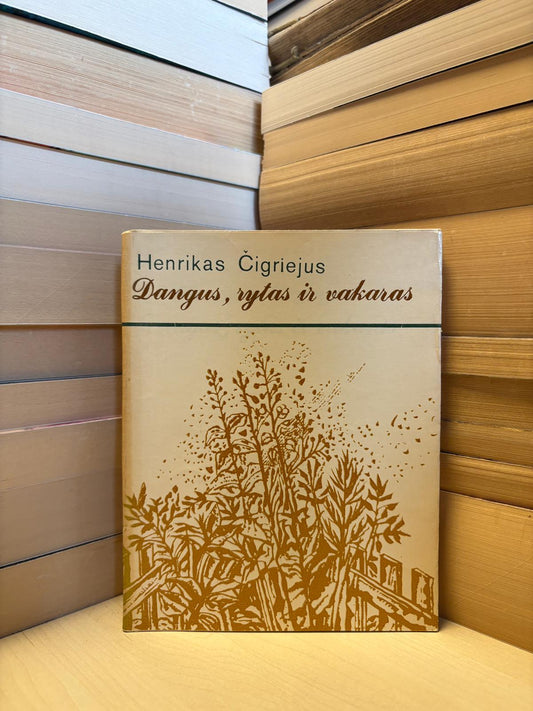 Henrikas Čigriejus
Dangus, rytas ir vakaras